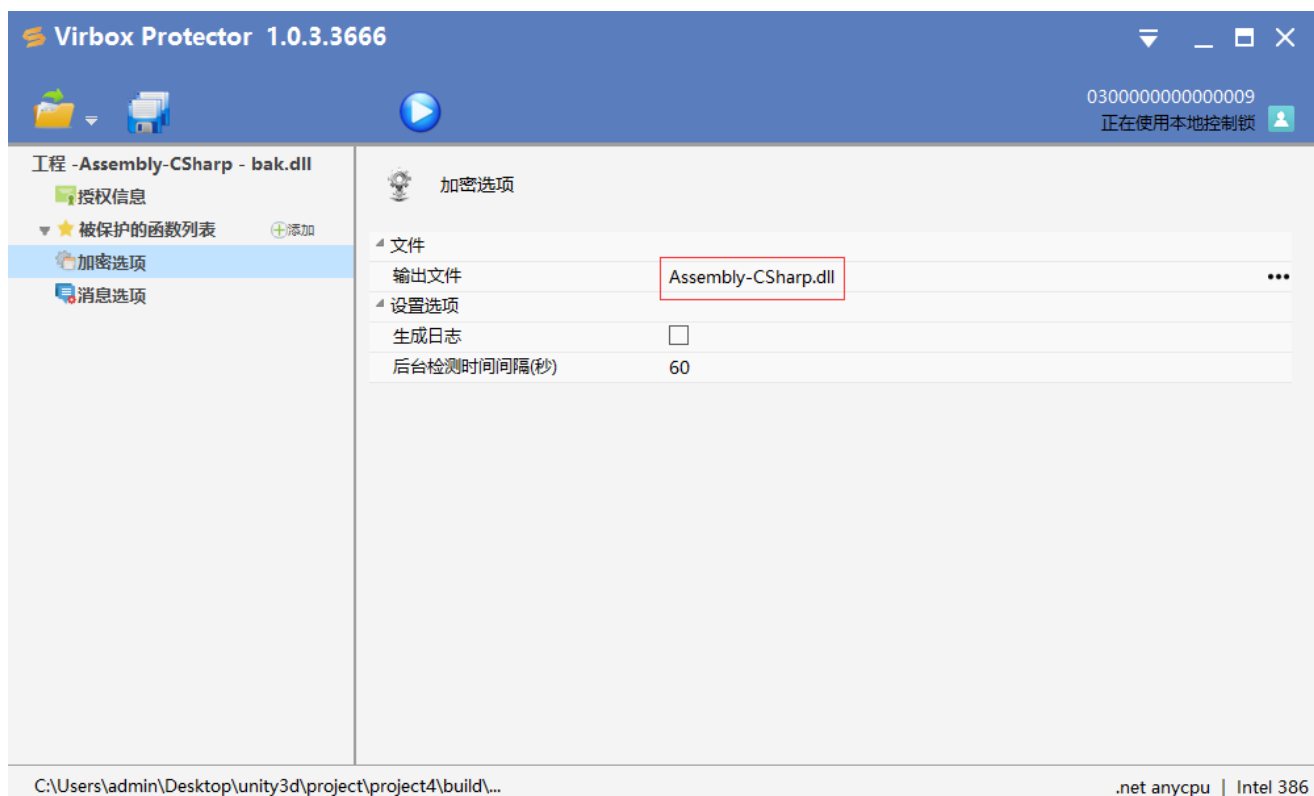 Virbox Protector 1.0.3.3666
0300000000000009
正在使用本地控制锁
工程 -Assembly-CSharp - bak.dll
授权信息
被保护的函数列表 添加
加密选项
消息选项
加密选项
文件
输出文件 Assembly-CSharp.dll
设置选项
生成日志
后台检测时间间隔(秒) 60
C:\Users\admin\Desktop\unity3d\project\project4\build\...
.net anycpu | Intel 386